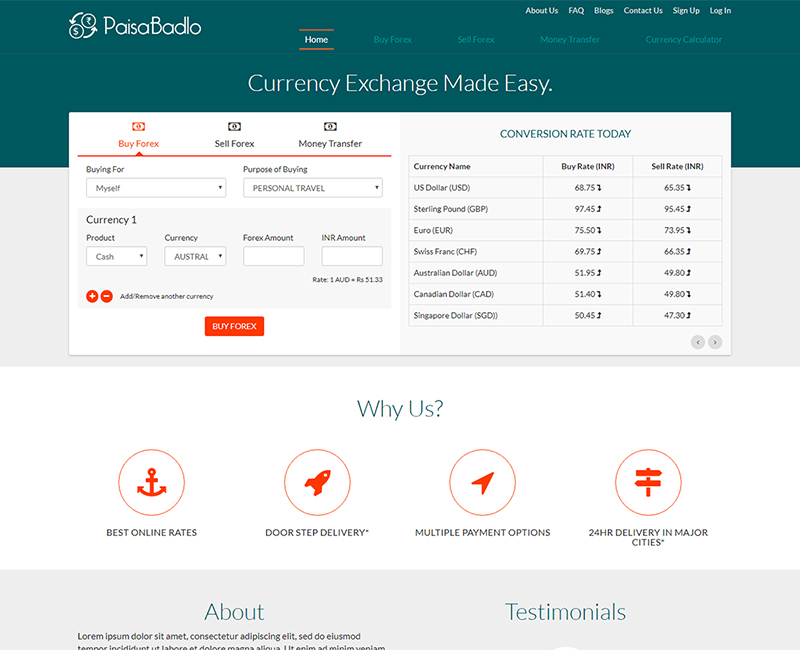 About Us FAQ Blogs Contact Us Sign Up Log In
PaisaBadlo
Home Buy Forex Sell Forex Money Transfer Currency Calculator
Currency Exchange Made Easy.
Buy Forex Sell Forex Money Transfer
Buying For Purpose of Buying
Myself PERSONAL TRAVEL
Currency 1
Product Currency Forex Amount INR Amount
Cash AUSTRAL
Rate: 1 AUD = Rs 51.33
Add/Remove another currency
BUY FOREX
CONVERSION RATE TODAY
Currency Name Buy Rate (INR) Sell Rate (INR)
US Dollar (USD) 68.75 65.35
Sterling Pound (GBP) 97.45 95.45
Euro (EUR) 75.50 73.95
Swiss Franc (CHF) 69.75 66.35
Australian Dollar (AUD) 51.95 49.80
Canadian Dollar (CAD) 51.40 49.80
Singapore Dollar (SGD)) 50.45 47.30
Why Us?
BEST ONLINE RATES
DOOR STEP DELIVERY*
MULTIPLE PAYMENT OPTIONS
24HR DELIVERY IN MAJOR
CITIES*
About
Lorem ipsum dolor sit amet, consectetur adipiscing elit, sed do eiusmod
tempor incididunt ut labore et dolore magna aliqua. Ut enim ad minim veniam
Testimonials